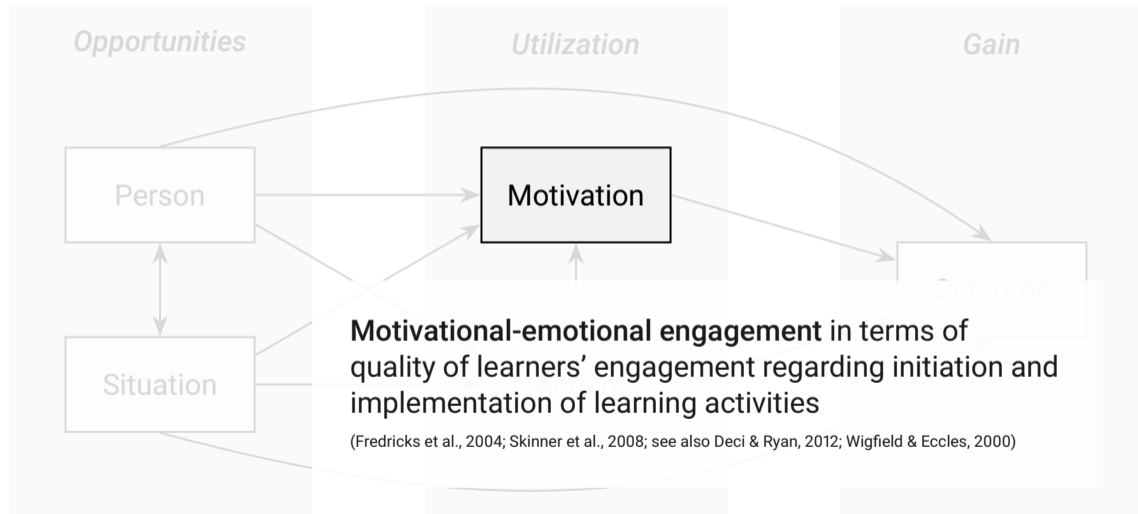 Opportunities
Utilization
Gain
Person
Motivation
Outcome
Situation
Motivational-emotional engagement in terms of
quality of learners’ engagement regarding initiation and
implementation of learning activities
(Fredricks et al., 2004; Skinner et al., 2008; see also Deci & Ryan, 2012; Wigfield & Eccles, 2000)